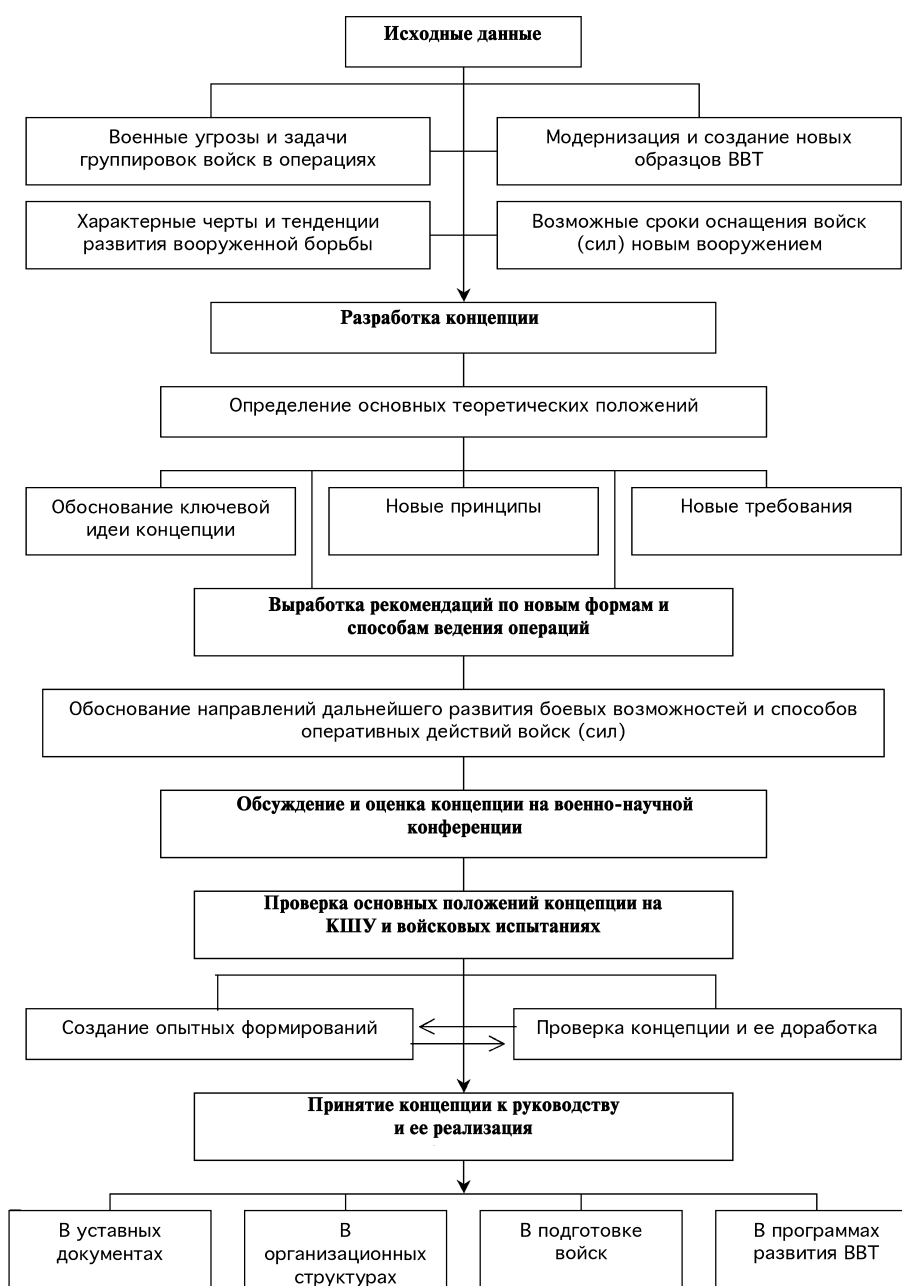 Исходные данные
Военные угрозы и задачи
группировок войск в операциях
Модернизация и создание новых
образцов ВВТ
Характерные черты и тенденции
развития вооруженной борьбы
Возможные сроки оснащения войск
(сил) новым вооружением
Разработка концепции
Определение основных теоретических положений
Обоснование ключевой
идеи концепции
Новые принципы
Новые требования
Выработка рекомендаций по новым формам и
способам ведения операций
Обоснование направлений дальнейшего развития боевых возможностей и способов
оперативных действий войск (сил)
Обсуждение и оценка концепции на военно-научной
конференции
Проверка основных положений концепции на
КШУ и войсковых испытаниях
Создание опытных формирований
Проверка концепции и ее доработка
Принятие концепции к руководству
и ее реализация
В уставных
документах
В
организационных
структурах
В подготовке
войск
В программах
развития ВВТ